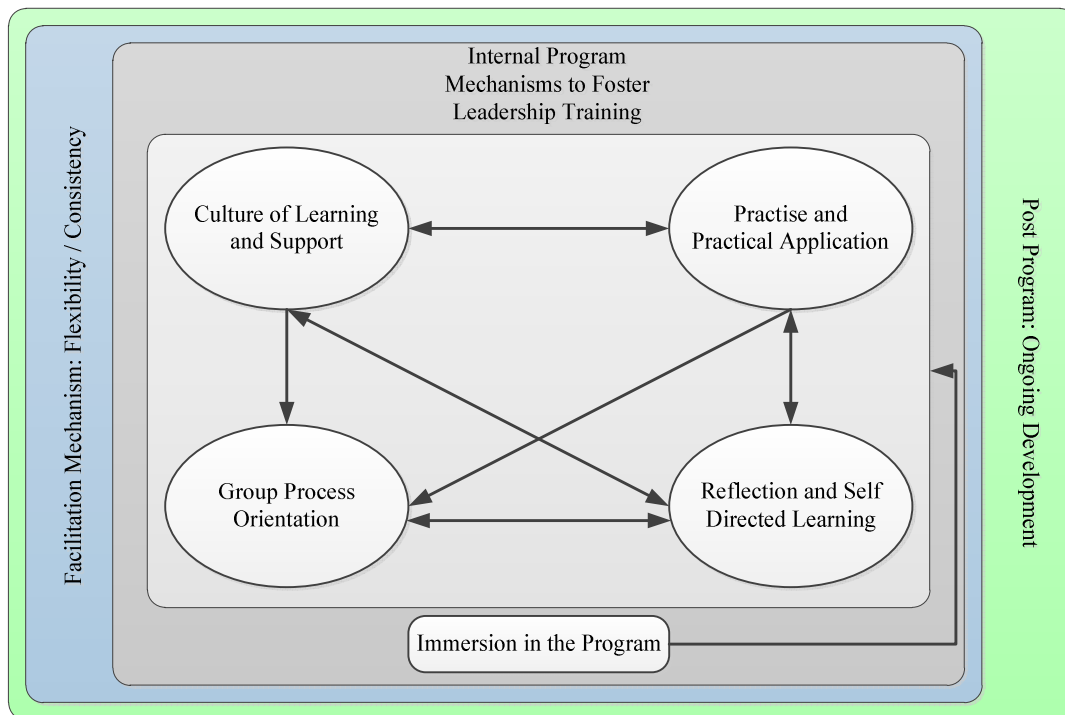 Internal Program
Mechanisms to Foster
Leadership Training
Facilitation Mechanism: Flexibility / Consistency
Culture of Learning
and Support
Practise and
Practical Application
Group Process
Orientation
Reflection and Self
Directed Learning
Immersion in the Program
Post Program: Ongoing Development